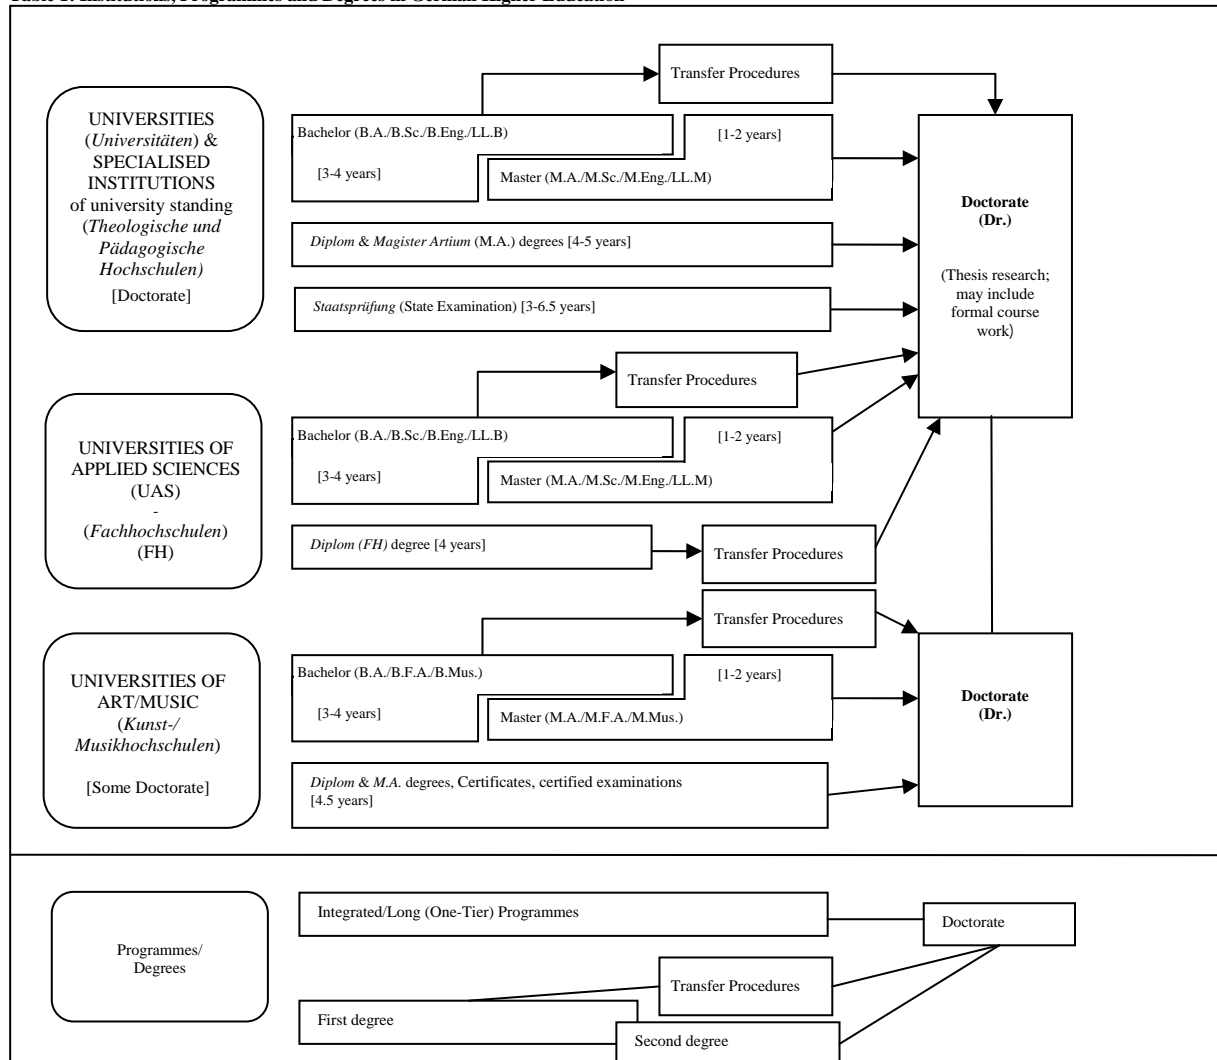 Table 1: Institutions, Programmes and Degrees in German Higher Education
Transfer Procedures
UNIVERSITIES
(Universitäten) &
SPECIALISED
INSTITUTIONS
of university standing
(Theologische und
Pädagogische
Hochschulen)
[Doctorate]
Bachelor (B.A./B.Sc./B.Eng./LL.B)
[3-4 years]
[1-2 years]
Master (M.A./M.Sc./M.Eng./LL.M)
Diplom & Magister Artium (M.A.) degrees [4-5 years]
Staatsprüfung (State Examination) [3-6.5 years]
Doctorate
(Dr.)
(Thesis research;
may include
formal course
work)
Transfer Procedures
UNIVERSITIES OF
APPLIED SCIENCES
(UAS)
-
(Fachhochschulen)
(FH)
Bachelor (B.A./B.Sc./B.Eng./LL.B)
[3-4 years]
[1-2 years]
Master (M.A./M.Sc./M.Eng./LL.M)
Diplom (FH) degree [4 years]
Transfer Procedures
Transfer Procedures
UNIVERSITIES OF
ART/MUSIC
(Kunst-/
Musikhochschulen)
[Some Doctorate]
Bachelor (B.A./B.F.A./B.Mus.)
[3-4 years]
[1-2 years]
Master (M.A./M.F.A./M.Mus.)
Diplom & M.A. degrees, Certificates, certified examinations
[4.5 years]
Doctorate
(Dr.)
Programmes/
Degrees
Integrated/Long (One-Tier) Programmes
Doctorate
Transfer Procedures
First degree
Second degree